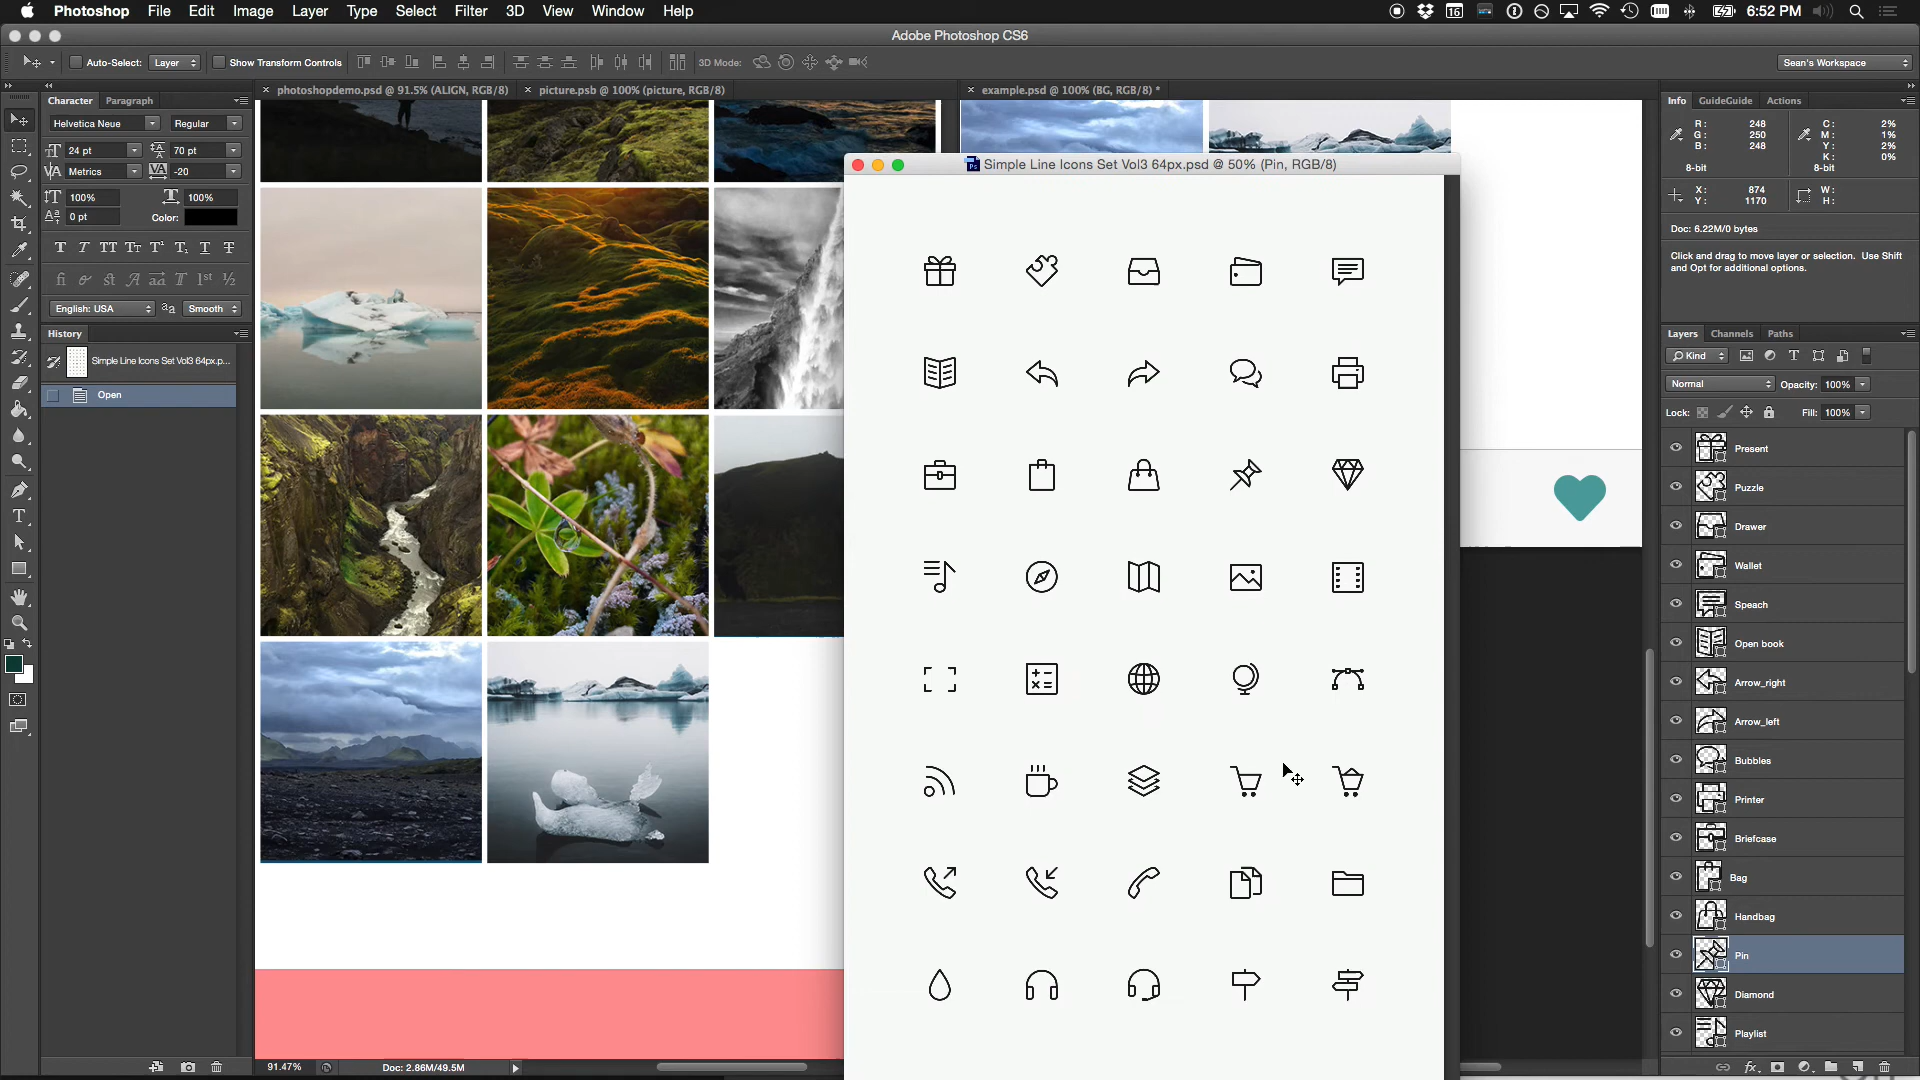 Photoshop File Edit Image Layer Type Select Filter 3D View Window Help
16
6:52 PM
Adobe Photoshop CS6
Auto-Select: Layer Show Transform Controls 3D Mode: Sean's Workspace
Character Paragraph
photoshopdemo.psd @ 91.5% (ALIGN, RGB/8)
picture.psb @ 100% (picture, RGB/8)
example.psd @ 100% (BG, RGB/8) *
Info GuideGuide Actions
Helvetica Neue Regular
24 pt 70 pt
Metrics -20
100% 100%
0 pt Color:
English: USA aa Smooth
History
Simple Line Icons Set Vol3 64px.p...
Open
Simple Line Icons Set Vol3 64px.psd @ 50% (Pin, RGB/8)
R: 248 C: 2%
G: 250 M: 1%
B: 248 Y: 2%
K: 0%
8-bit 8-bit
X: 874 W:
Y: 1170 H:
Doc: 6.22M/0 bytes
Click and drag to move layer or selection. Use Shift
and Opt for additional options.
Layers Channels Paths
Kind
Normal Opacity: 100%
Lock: Fill: 100%
Present
Puzzle
Drawer
Wallet
Speach
Open book
Arrow_right
Arrow_left
Bubbles
Printer
Briefcase
Bag
Handbag
Pin
Diamond
Playlist
91.47% Doc: 2.86M/49.5M